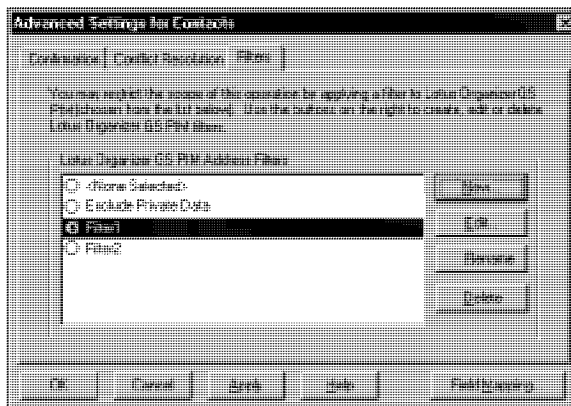 Advanced Settings for Contacts
Confirmation Conflict Resolution Filters
You may restrict the scope of the operation by applying a filter to Lotus Organizer GS
PIM (chosen from the list below). Use the buttons on the right to create, edit or delete
Lotus Organizer GS PIM filters.
Lotus Organizer GS PIM Address Filters
<None Selected>
Exclude Private Data
Filter1
Filter2
New
Edit
Rename
Delete
OK Cancel Apply Help Field Mapping